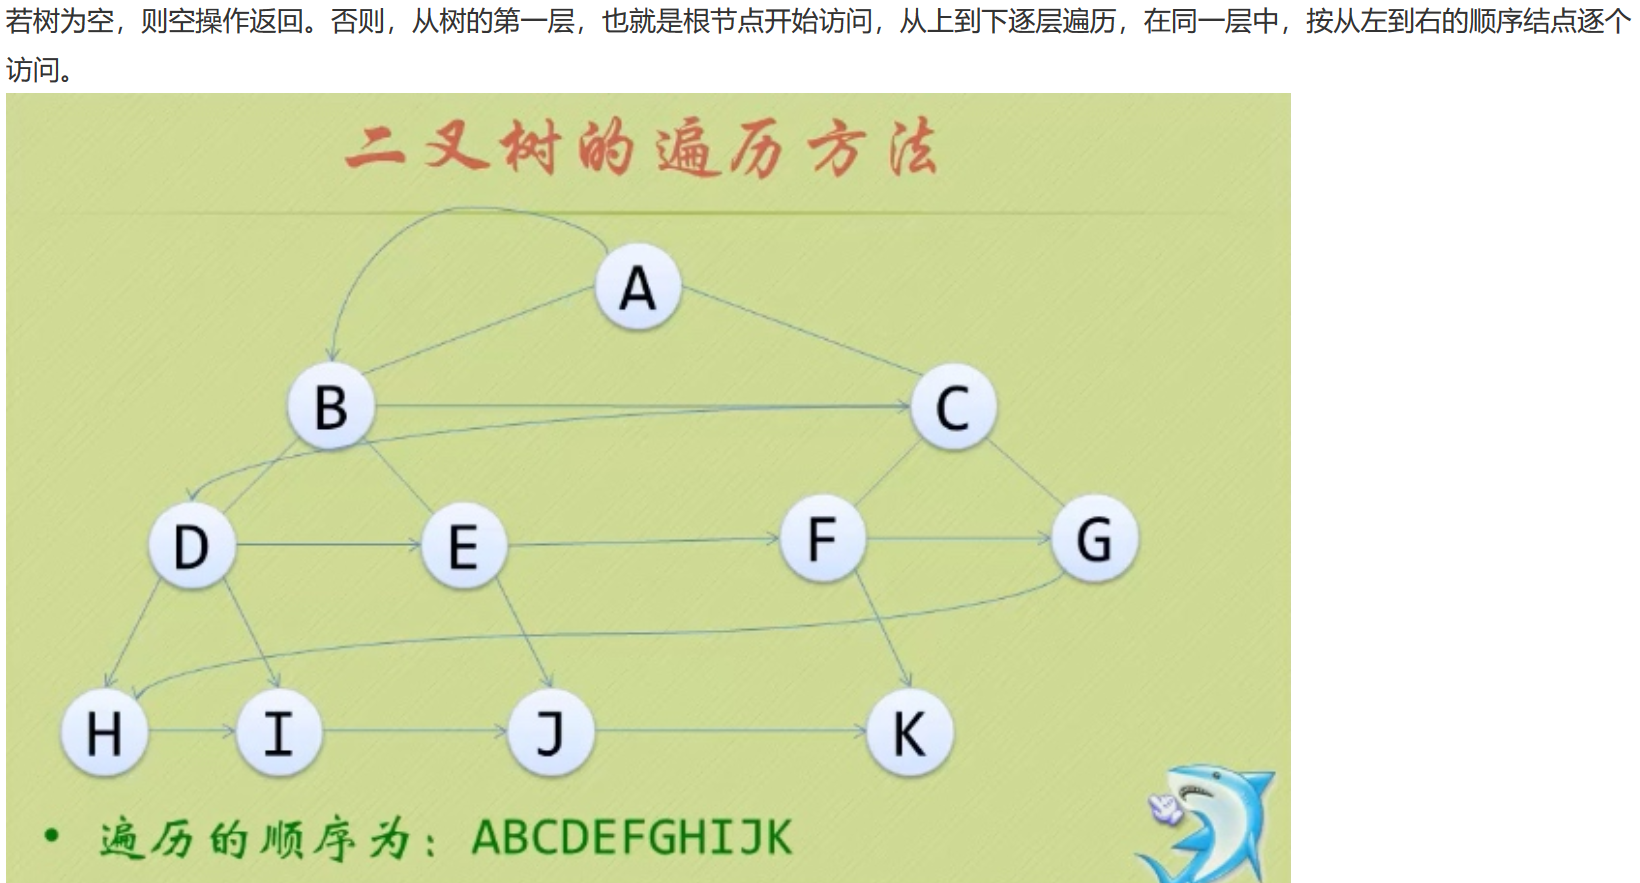 若树为空，则空操作返回。否则，从树的第一层，也就是根节点开始访问，从上到下逐层遍历，在同一层中，按从左到右的顺序结点逐个
访问。
二叉树的遍历方法
A
B
C
D
E
F
G
H
I
J
K
• 遍历的顺序为：ABCDEFGHIJK